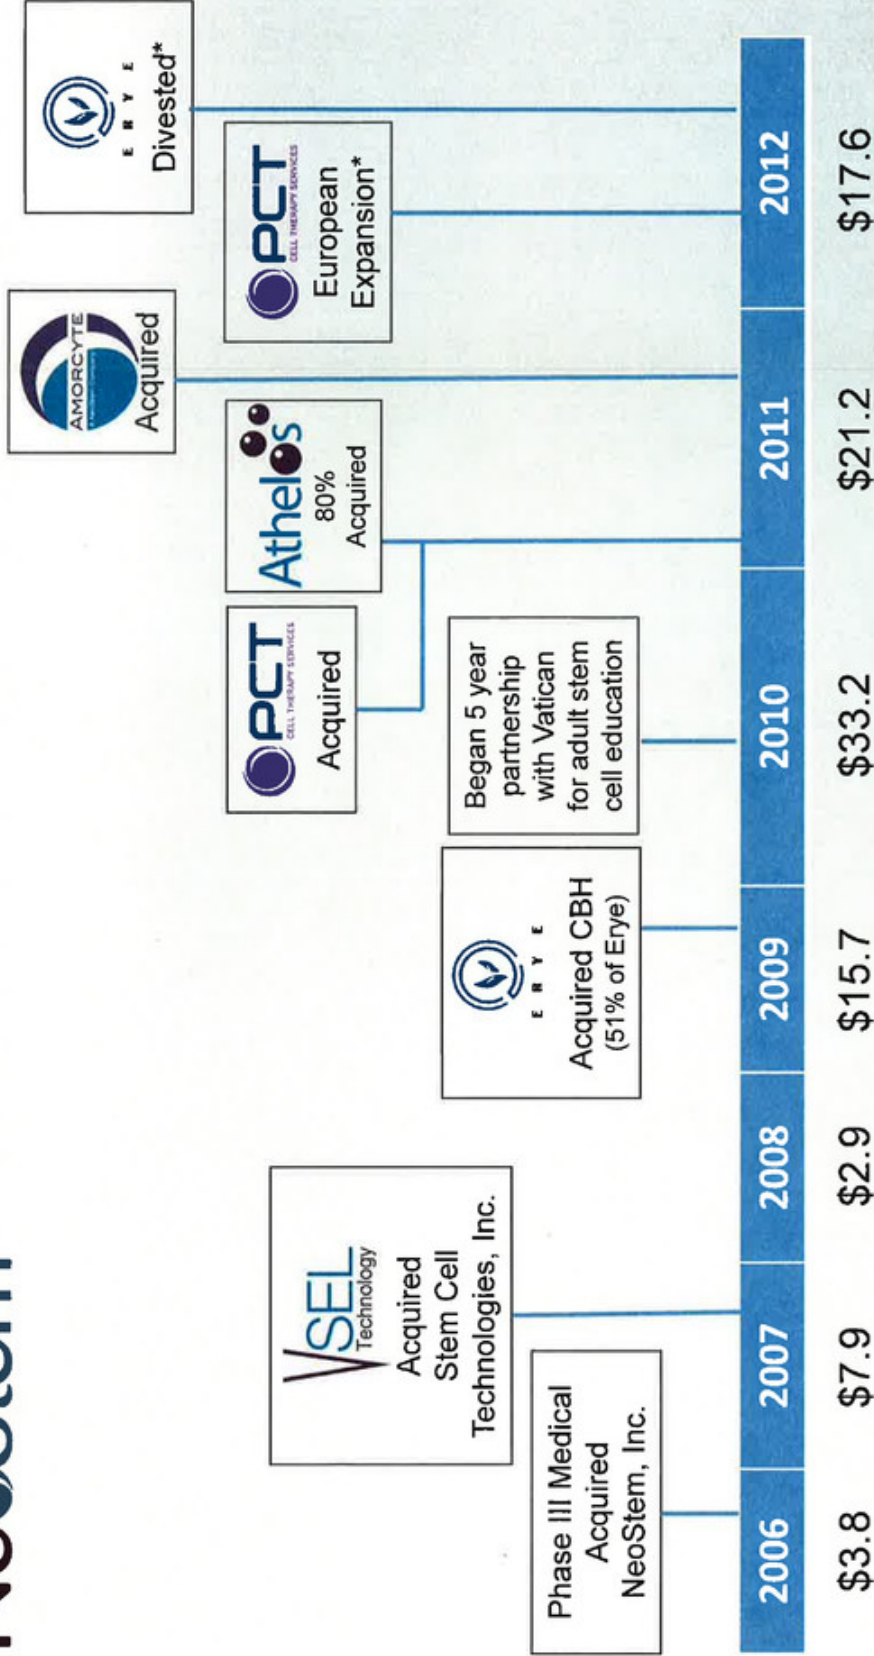 NeoStem
Phase III Medical
Acquired
NeoStem, Inc.
VSEL
Technology
Acquired
Stem Cell
Technologies, Inc.
ERYE
Acquired CBH
(51% of Erye)
Began 5 year
partnership
with Vatican
for adult stem
cell education
PCT
CELL THERAPY SERVICES
Acquired
Athelos
80%
Acquired
AMORCYTE
Acquired
PCT
CELL THERAPY SERVICES
European
Expansion*
ERYE
Divested*
2006 2007 2008 2009 2010 2011 2012
$3.8 $7.9 $2.9 $15.7 $33.2 $21.2 $17.6